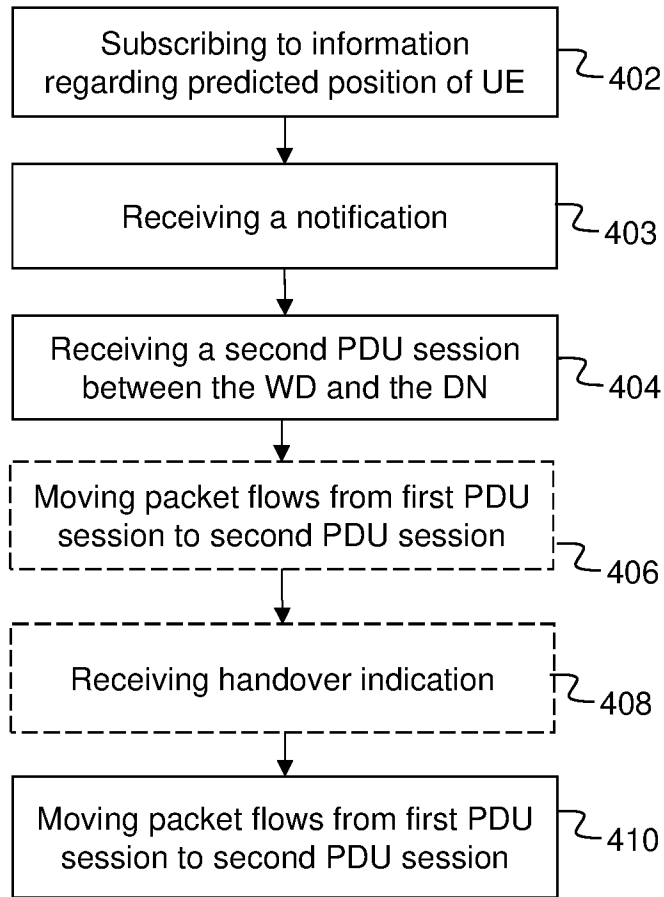 Subscribing to information
regarding predicted position of UE
402
Receiving a notification
403
Receiving a second PDU session
between the WD and the DN
404
Moving packet flows from first PDU
session to second PDU session
406
Receiving handover indication
408
Moving packet flows from first PDU
session to second PDU session
410